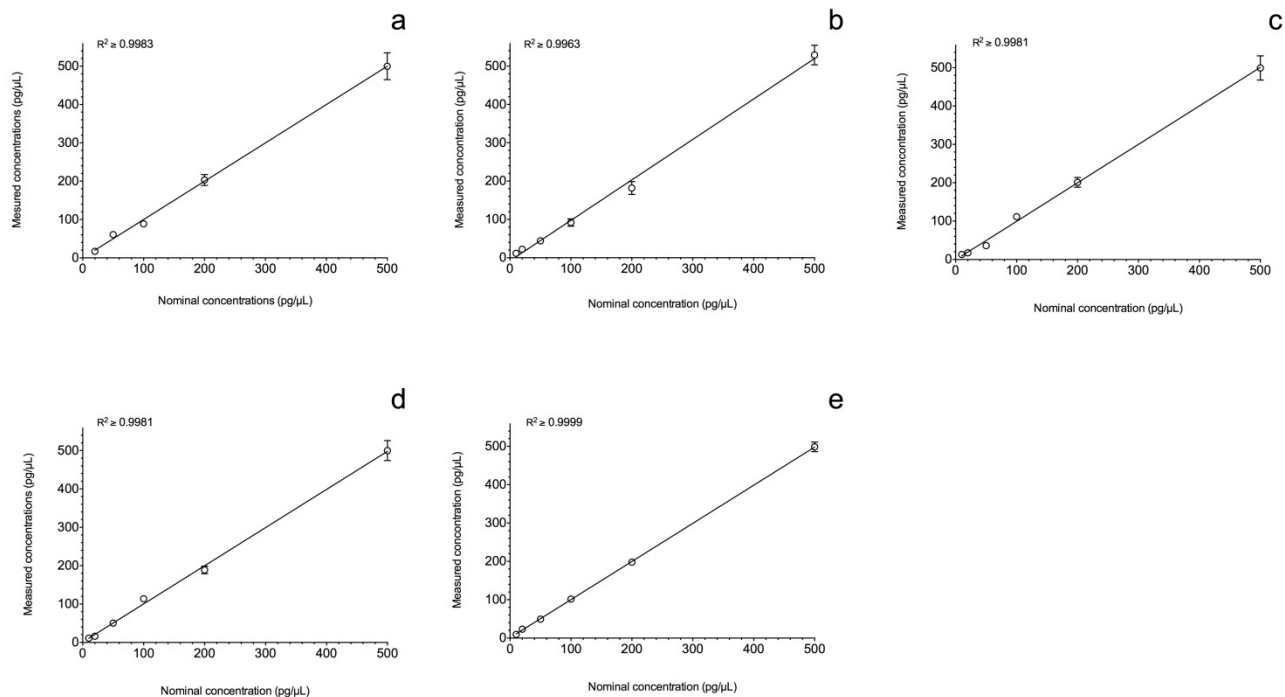 a
R² ≥ 0.9983
Mesured concentrations (pg/µL)
500
400
300
200
100
0
0 100 200 300 400 500
Nominal concentrations (pg/µL)
b
R² ≥ 0.9963
Measured concontration (pg/µL)
500
400
300
200
100
0
0 100 200 300 400 500
Nominal concentration (pg/µL)
c
R² ≥ 0.9981
Measured concontration (pg/µL)
500
400
300
200
100
0
0 100 200 300 400 500
Nominal concentration (pg/µL)
d
R² ≥ 0.9981
Measured concentrations (pg/µL)
500
400
300
200
100
0
0 100 200 300 400 500
Nominal concentration (pg/µL)
e
R² ≥ 0.9999
Measured concentration (pg/µL)
500
400
300
200
100
0
0 100 200 300 400 500
Nominal concentration (pg/µL)